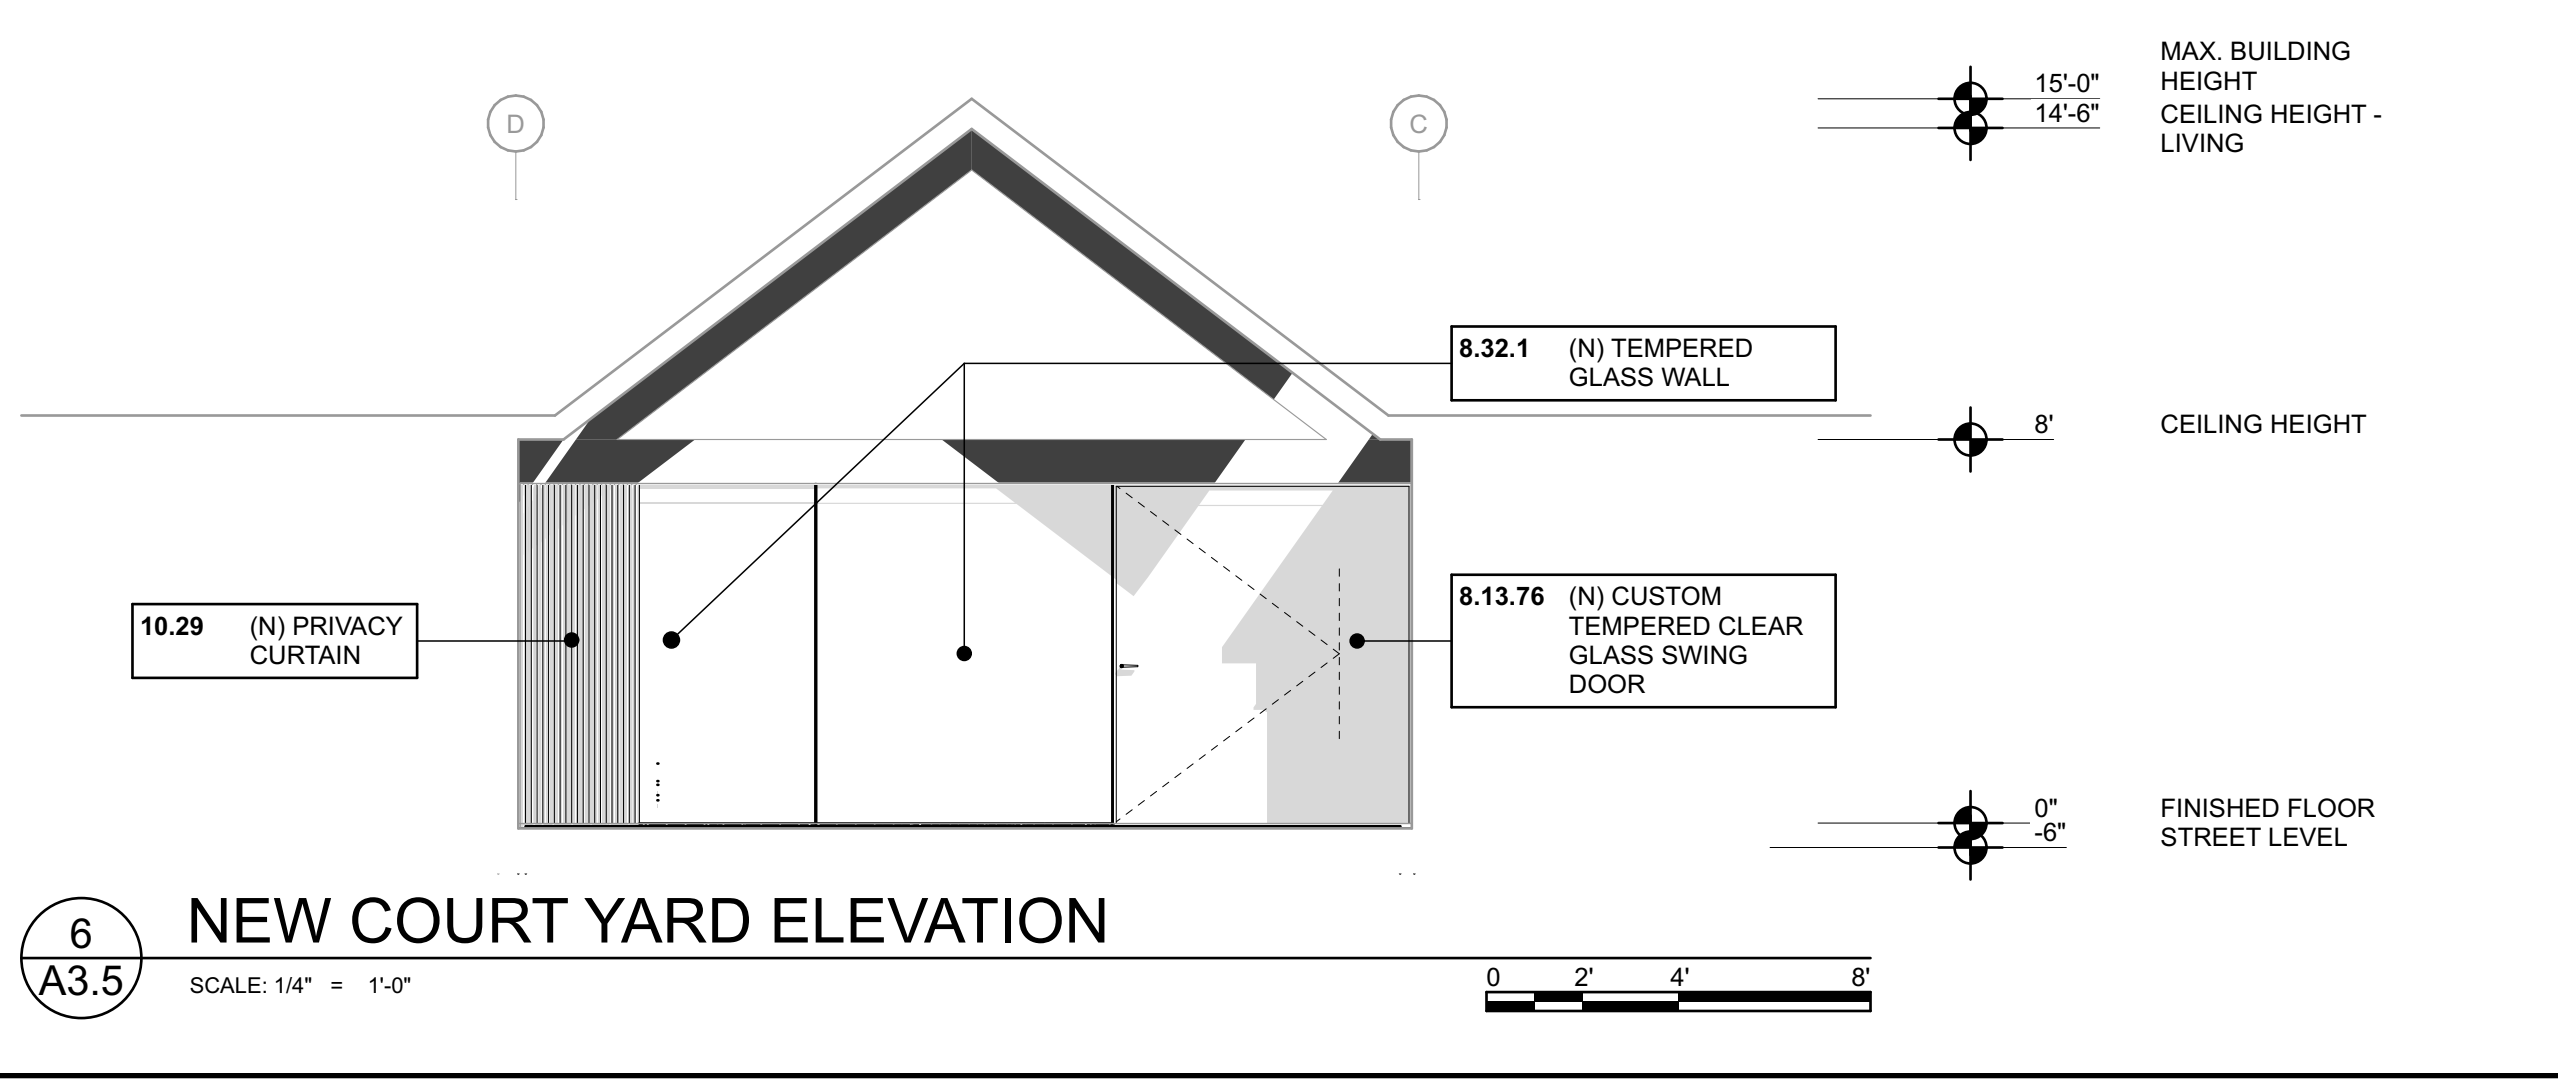 MAX. BUILDING
HEIGHT
15'-0"
14'-6"
CEILING HEIGHT -
LIVING
D
C
8.32.1 (N) TEMPERED
GLASS WALL
8' CEILING HEIGHT
10.29 (N) PRIVACY
CURTAIN
8.13.76 (N) CUSTOM
TEMPERED CLEAR
GLASS SWING
DOOR
0" FINISHED FLOOR
-6" STREET LEVEL
6
A3.5
NEW COURT YARD ELEVATION
SCALE: 1/4" = 1'-0"
0 2' 4' 8'